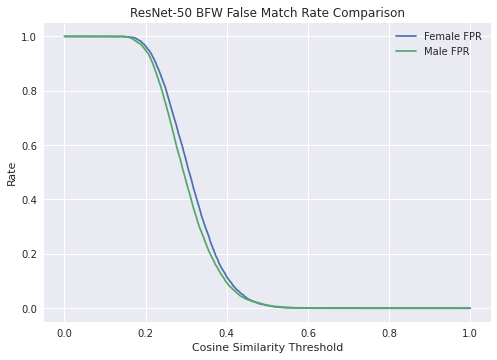 ResNet-50 BFW False Match Rate Comparison
Female FPR
Male FPR
1.0
0.8
0.6
0.4
0.2
0.0
Rate
0.0 0.2 0.4 0.6 0.8 1.0
Cosine Similarity Threshold